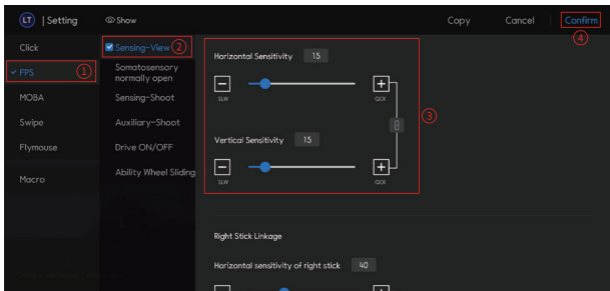 LT | Setting
Show
Copy
Cancel
Confirm
④
Click
✓ FPS ①
MOBA
Swipe
Flymouse
Macro
Sensing-View ②
Somatosensory
normally open
Sensing-Shoot
Auxiliary-Shoot
Drive ON/OFF
Ability Wheel Sliding
Horizontal Sensitivity 15
SLW
QCK
③
Vertical Sensitivity 15
SLW
QCK
Right Stick Linkage
Horizontal sensitivity of right stick 40